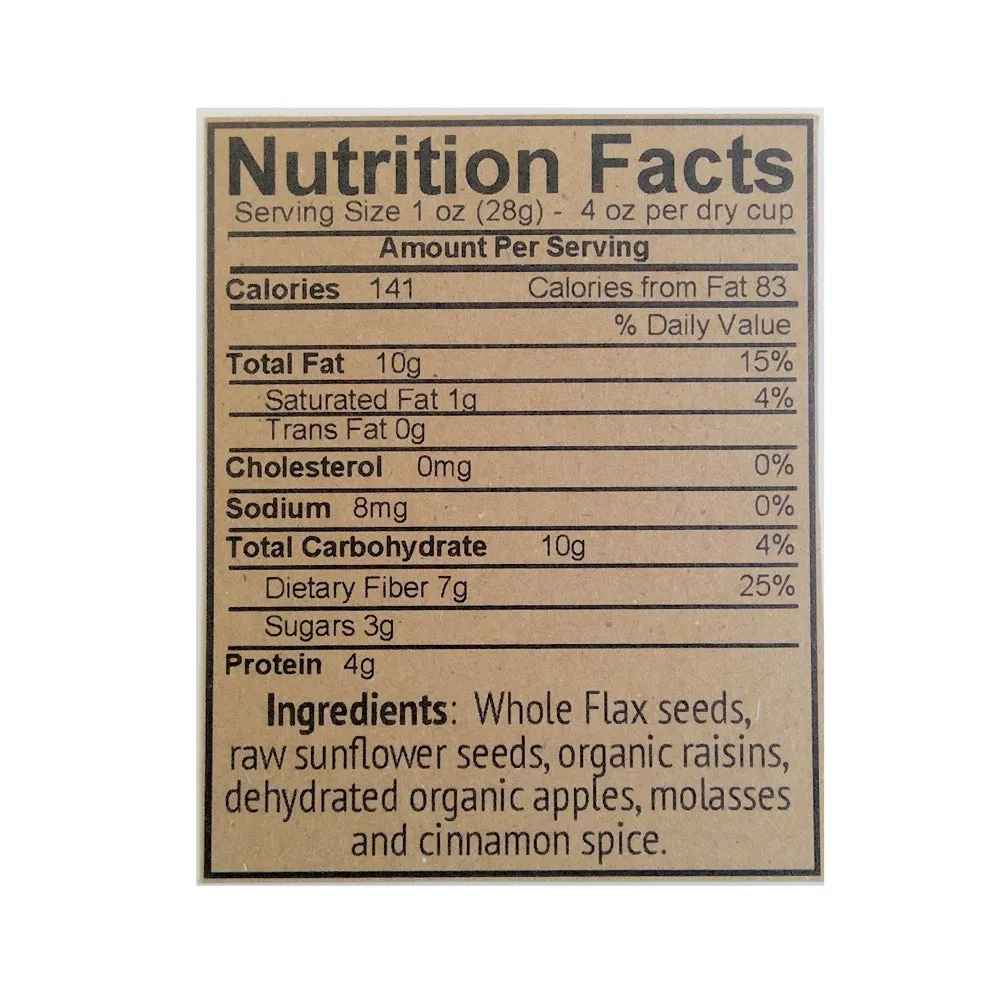 Nutrition Facts
Serving Size 1 oz (28g) - 4 oz per dry cup
Amount Per Serving
Calories 141 Calories from Fat 83
% Daily Value
Total Fat 10g 15%
Saturated Fat 1g 4%
Trans Fat 0g
Cholesterol 0mg 0%
Sodium 8mg 0%
Total Carbohydrate 10g 4%
Dietary Fiber 7g 25%
Sugars 3g
Protein 4g
Ingredients: Whole Flax seeds,
raw sunflower seeds, organic raisins,
dehydrated organic apples, molasses
and cinnamon spice.